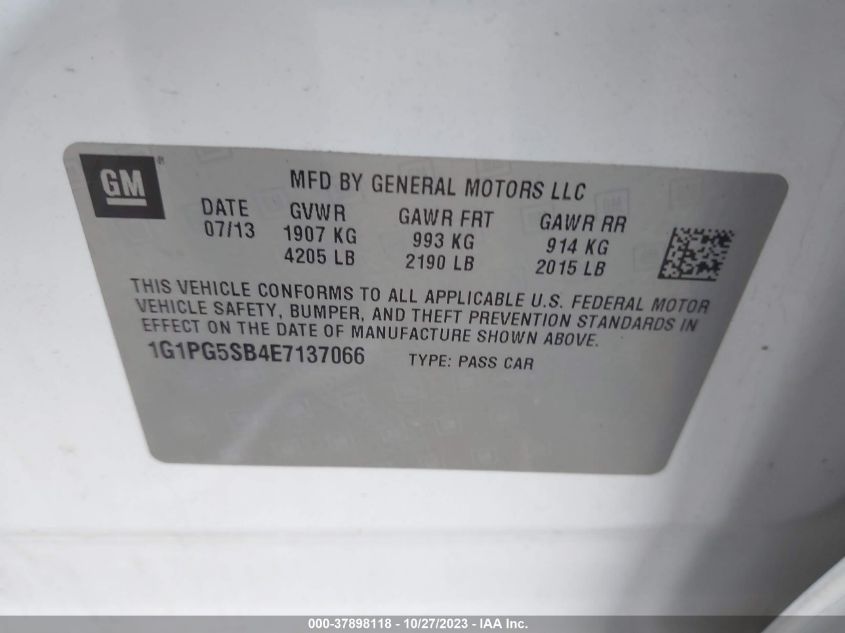 GM®
MFD BY GENERAL MOTORS LLC
DATE GVWR GAWR FRT GAWR RR
07/13 1907 KG 993 KG 914 KG
4205 LB 2190 LB 2015 LB
THIS VEHICLE CONFORMS TO ALL APPLICABLE U.S. FEDERAL MOTOR
VEHICLE SAFETY, BUMPER, AND THEFT PREVENTION STANDARDS IN
EFFECT ON THE DATE OF MANUFACTURE SHOWN ABOVE.
1G1PG5SB4E7137066 TYPE: PASS CAR
000-37898118 - 10/27/2023 - IAA Inc.